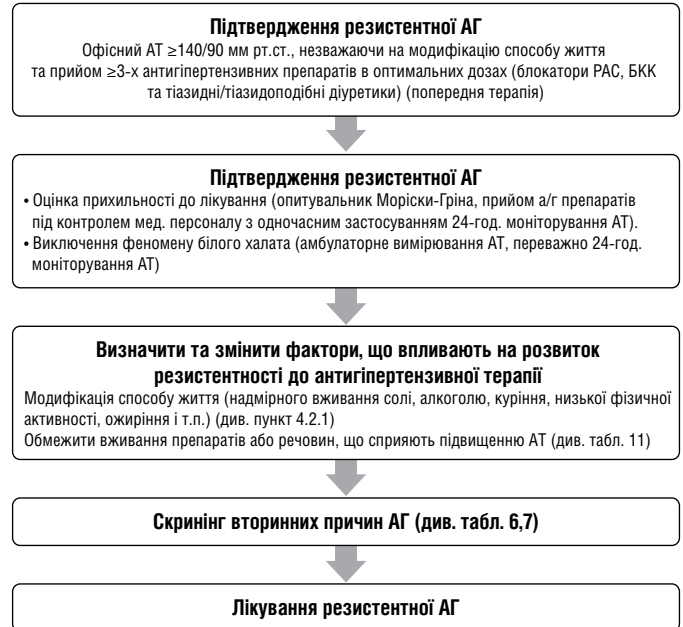 Підтвердження резистентної АГ
Офісний АТ ≥140/90 мм рт.ст., незважаючи на модифікацію способу життя
та прийом ≥3-х антигіпертензивних препаратів в оптимальних дозах (блокатори РАС, БКК
та тіазидні/тіазидоподібні діуретики) (попередня терапія)
Підтвердження резистентної АГ
• Оцінка прихильності до лікування (опитувальник Моріски-Гріна, прийом а/г препаратів
під контролем мед. персоналу з одночасним застосуванням 24-год. моніторування АТ).
• Виключення феномену білого халата (амбулаторне вимірювання АТ, переважно 24-год.
моніторування АТ)
Визначити та змінити фактори, що впливають на розвиток
резистентності до антигіпертензивної терапії
Модифікація способу життя (надмірного вживання солі, алкоголю, куріння, низької фізичної
активності, ожиріння і т.п.) (див. пункт 4.2.1)
Обмежити вживання препаратів або речовин, що сприяють підвищенню АТ (див. табл. 11)
Скринінг вторинних причин АГ (див. табл. 6,7)
Лікування резистентної АГ